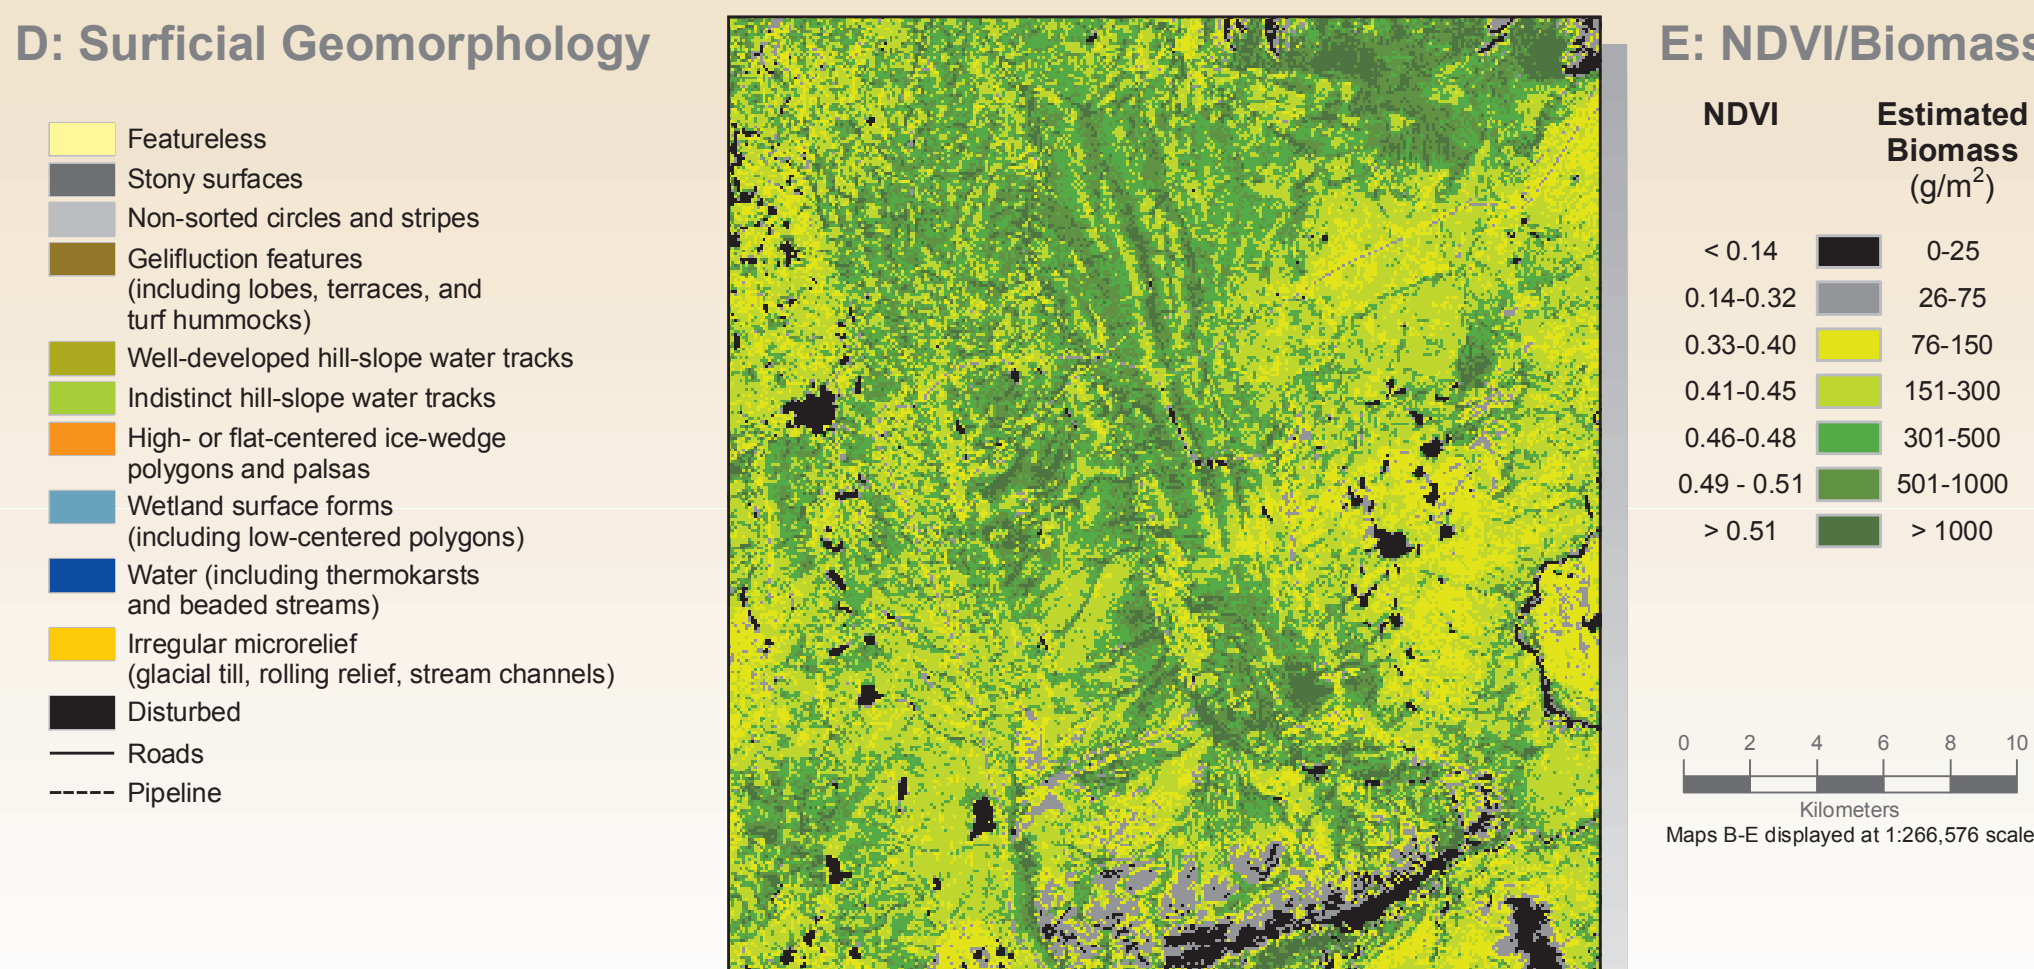 D: Surficial Geomorphology
Featureless
Stony surfaces
Non-sorted circles and stripes
Gelifluction features
(including lobes, terraces, and
turf hummocks)
Well-developed hill-slope water tracks
Indistinct hill-slope water tracks
High- or flat-centered ice-wedge
polygons and palsas
Wetland surface forms
(including low-centered polygons)
Water (including thermokarsts
and beaded streams)
Irregular microrelief
(glacial till, rolling relief, stream channels)
Disturbed
Roads
Pipeline
E: NDVI/Biomass
NDVI Estimated
Biomass
(g/m²)
< 0.14 0-25
0.14-0.32 26-75
0.33-0.40 76-150
0.41-0.45 151-300
0.46-0.48 301-500
0.49 - 0.51 501-1000
> 0.51 > 1000
0 2 4 6 8 10
Kilometers
Maps B-E displayed at 1:266,576 scale